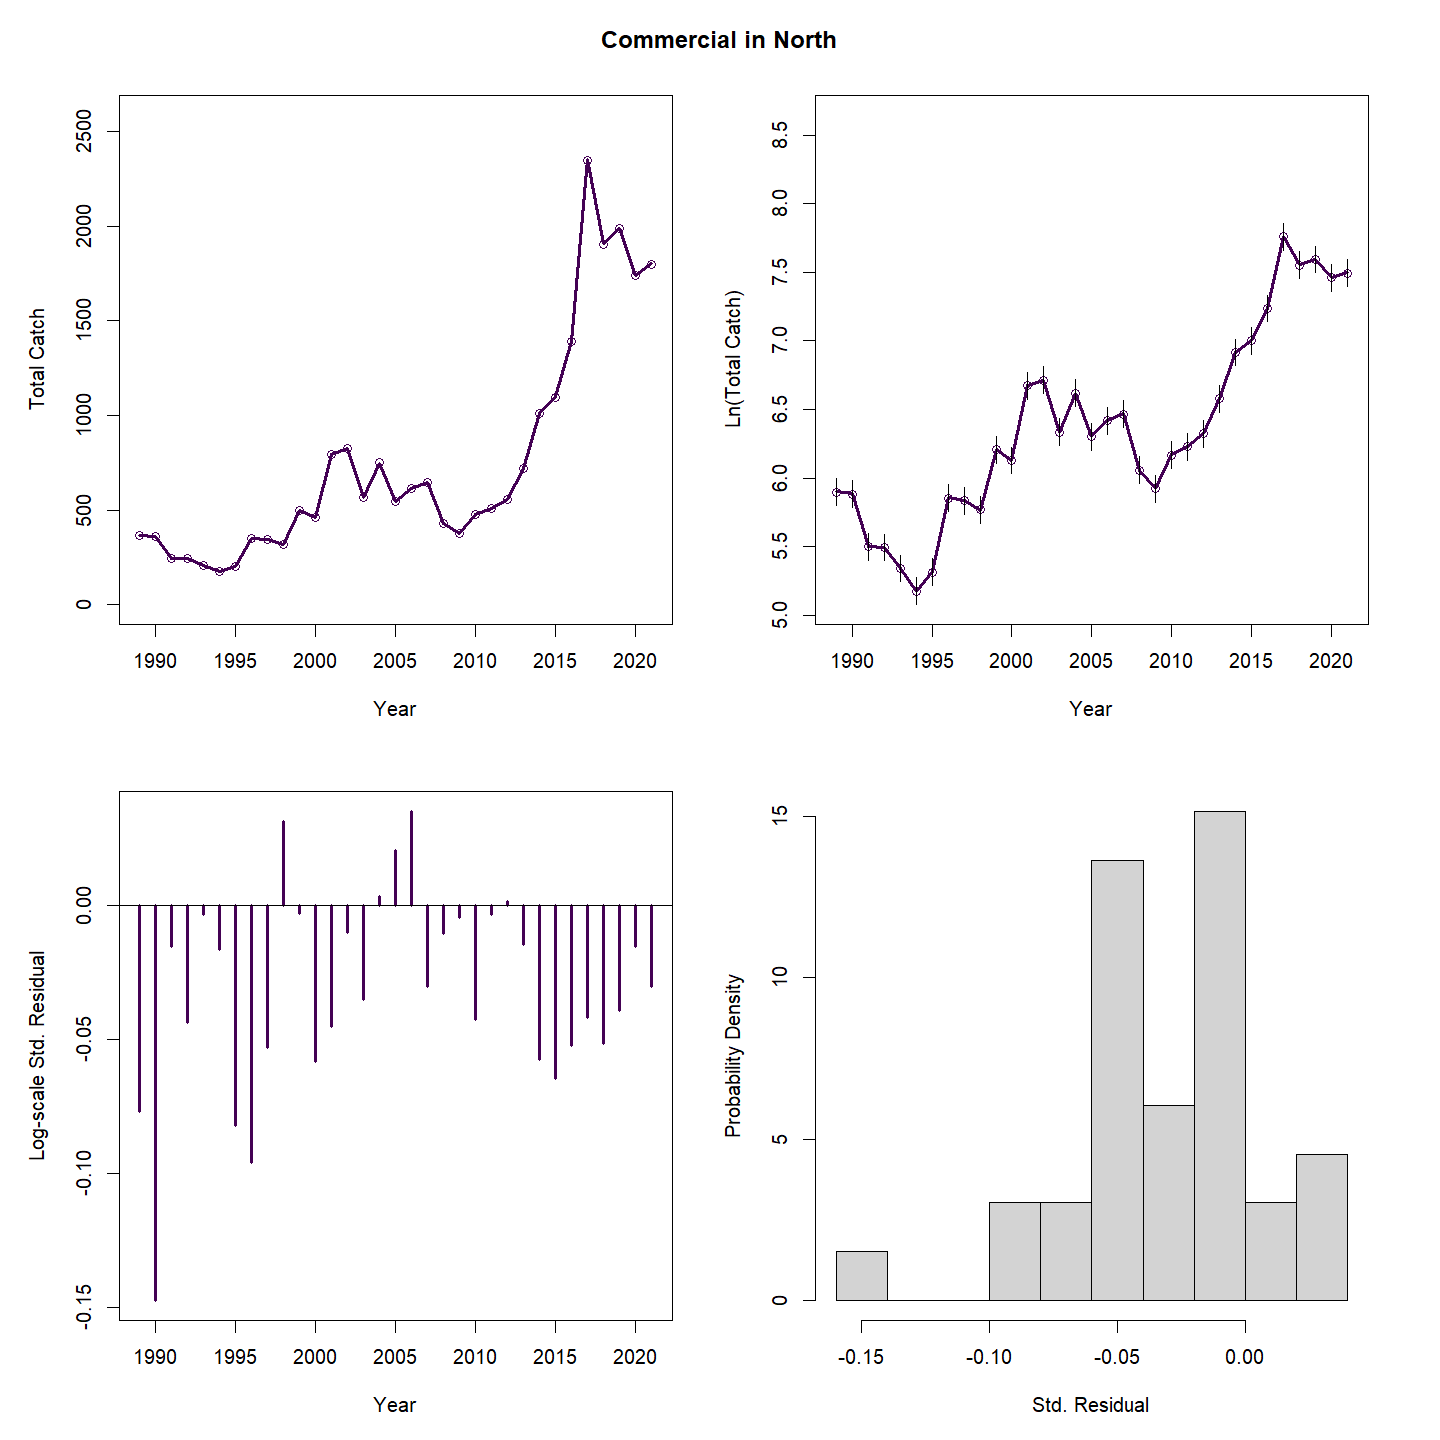 Commercial in North
Total Catch
0 500 1000 1500 2000 2500
1990 1995 2000 2005 2010 2015 2020
Year
Ln(Total Catch)
5.0 5.5 6.0 6.5 7.0 7.5 8.0 8.5
1990 1995 2000 2005 2010 2015 2020
Year
Log-scale Std. Residual
-0.15 -0.10 -0.05 0.00
1990 1995 2000 2005 2010 2015 2020
Year
Probability Density
0 5 10 15
-0.15 -0.10 -0.05 0.00
Std. Residual